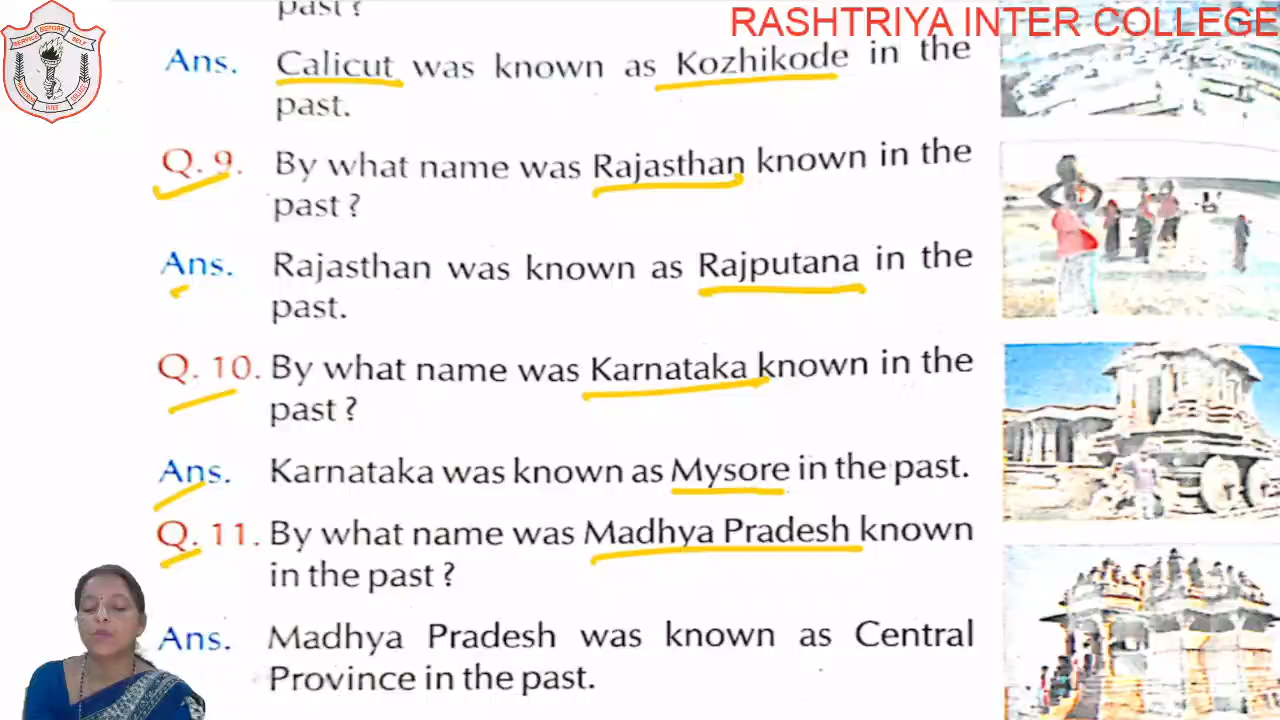 RASHTRIYA INTER COLLEGE
past ?
Ans. Calicut was known as Kozhikode in the
past.
Q. 9. By what name was Rajasthan known in the
past ?
Ans. Rajasthan was known as Rajputana in the
past.
Q. 10. By what name was Karnataka known in the
past ?
Ans. Karnataka was known as Mysore in the past.
Q. 11. By what name was Madhya Pradesh known
in the past ?
Ans. Madhya Pradesh was known as Central
Province in the past.